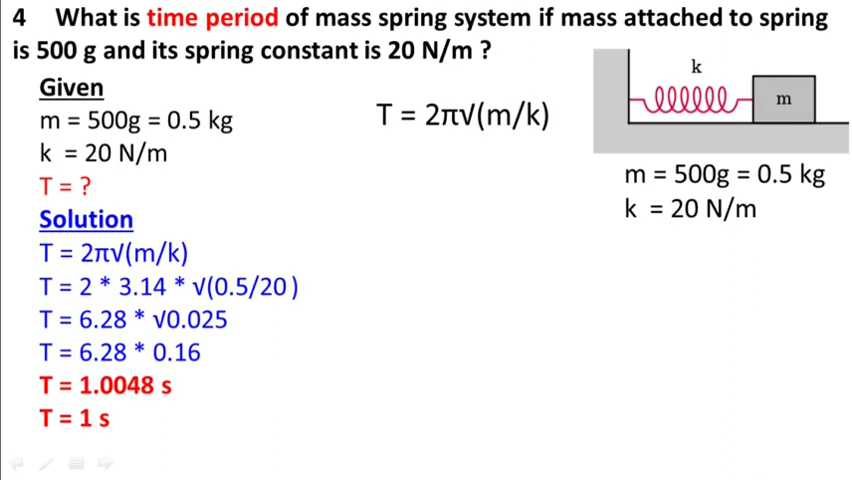 4 What is time period of mass spring system if mass attached to spring
is 500 g and its spring constant is 20 N/m ?
Given
m = 500g = 0.5 kg
k = 20 N/m
T = ?
Solution
T = 2π√(m/k)
T = 2 * 3.14 * √(0.5/20 )
T = 6.28 * √0.025
T = 6.28 * 0.16
T = 1.0048 s
T = 1 s
T = 2π√(m/k)
k
m
m = 500g = 0.5 kg
k = 20 N/m